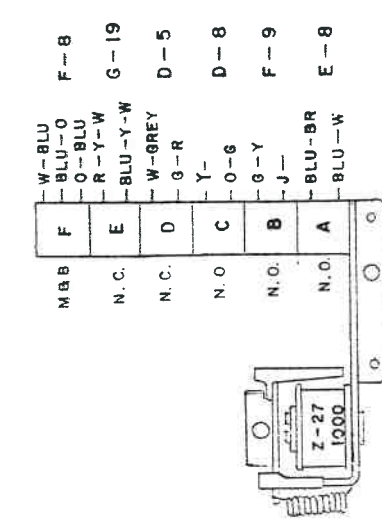 W-BLU
BLU-O
O-BLU
F-8
M&B
F
R-Y-W
BLU-Y-W
G-19
N.C.
E
W-GREY
G-R
D-5
N.C.
D
Y-
O-G
D-8
N.O
C
G-Y
J-
F-9
N.O.
B
BLU-BR
BLU-W
E-8
N.O.
A
Z-27
1000